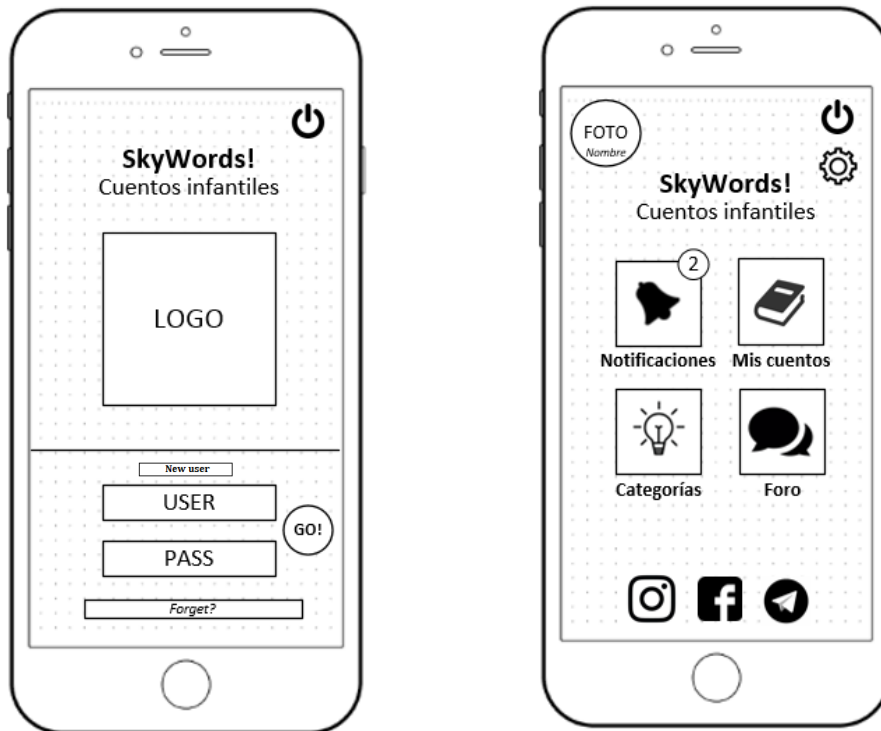 SkyWords!
Cuentos infantiles
LOGO
New user
USER
GO!
PASS
Forget?
FOTO
Nombre
SkyWords!
Cuentos infantiles
2
Notificaciones
Mis cuentos
Categorías
Foro